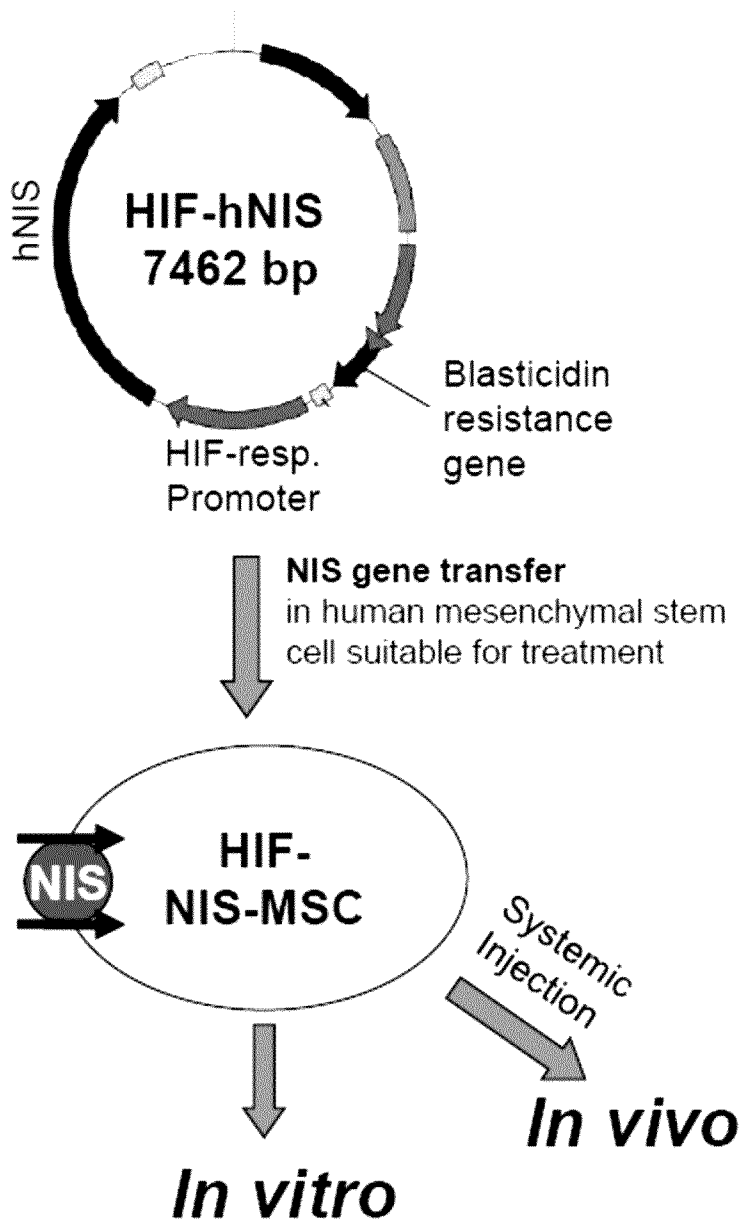 hNIS
HIF-hNIS
7462 bp
Blasticidin
resistance
gene
HIF-resp.
Promoter
NIS gene transfer
in human mesenchymal stem
cell suitable for treatment
NIS
HIF-
NIS-MSC
Systemic
Injection
In vivo
In vitro